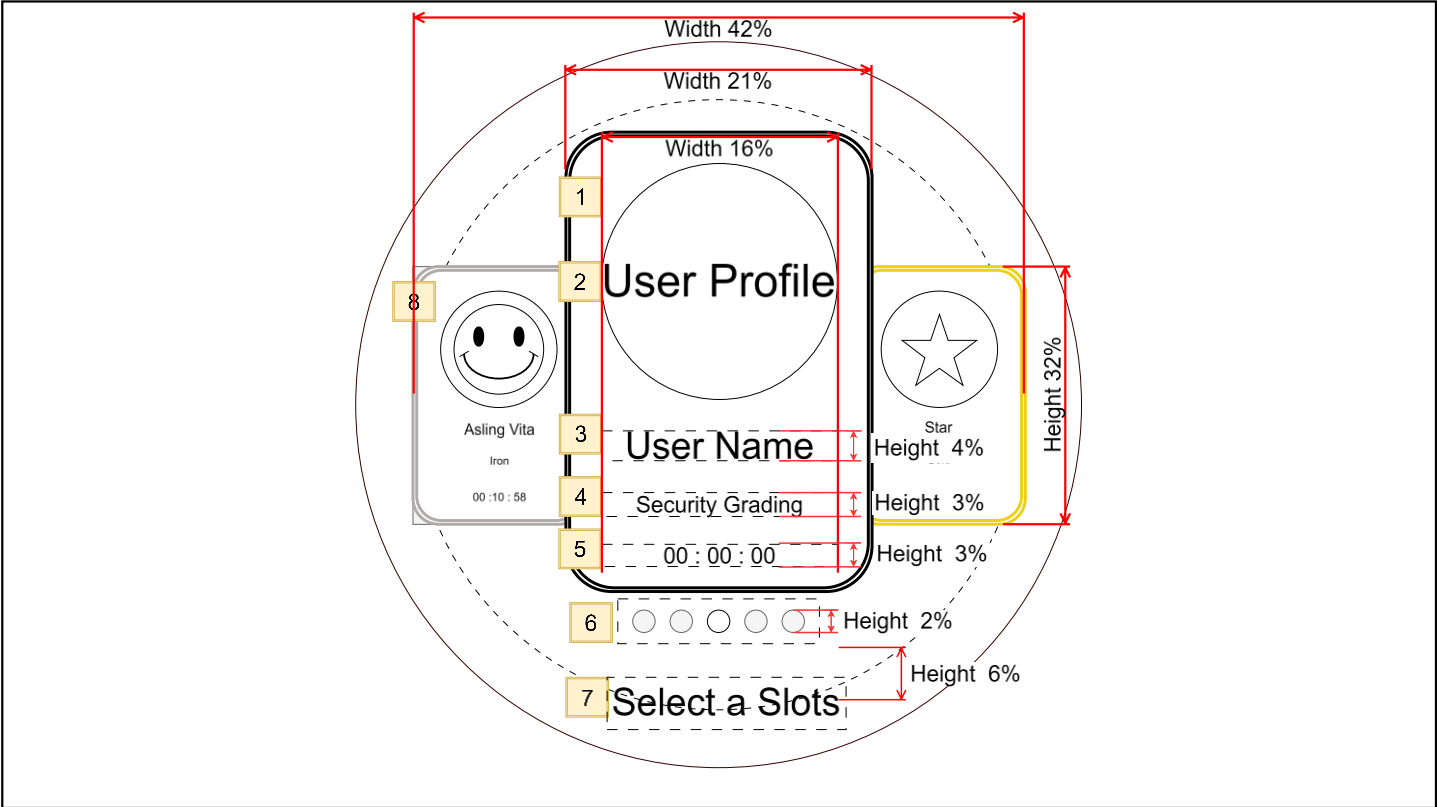 Width 42%
Width 21%
Width 16%
1
2
User Profile
8
Height 32%
Asling Vita
Iron
00 :10 : 58
Star
3
User Name
Height 4%
4
Security Grading
Height 3%
5
00 : 00 : 00
Height 3%
6
Height 2%
Height 6%
7
Select a Slots